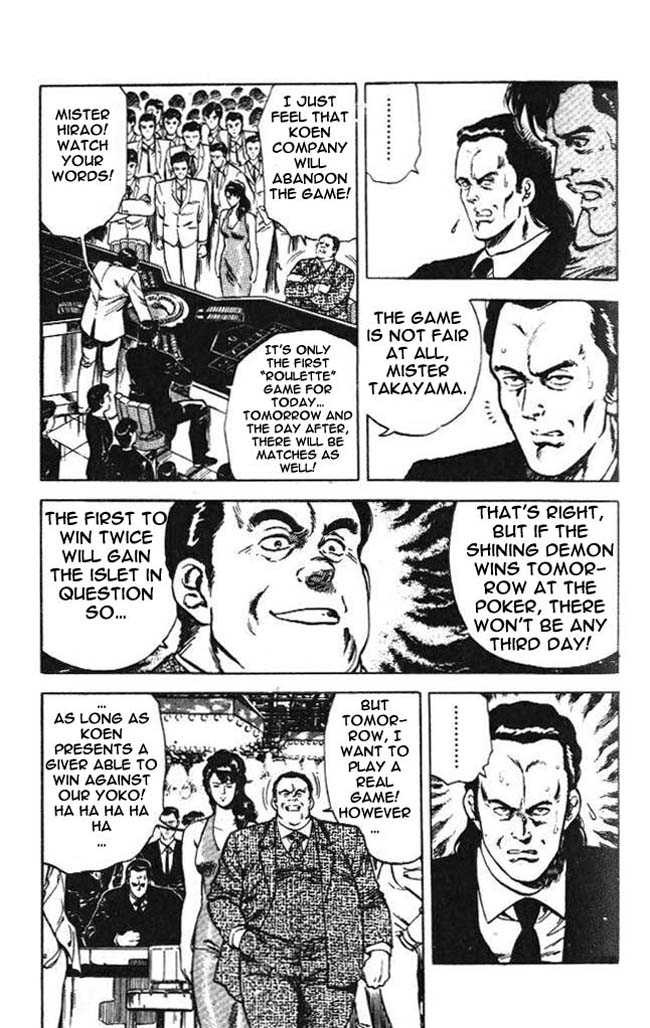 .........
THE GAME
IS NOT FAIR
AT ALL,
MISTER
TAKAYAMA.
I JUST
FEEL THAT
KOEN
COMPANY
WILL
ABANDON
THE GAME!
MISTER
HIRAO!
WATCH
YOUR
WORDS!
IT'S ONLY
THE FIRST
"ROULETTE"
GAME FOR
TODAY...
TOMORROW AND
THE DAY AFTER,
THERE WILL BE
MATCHES AS
WELL!
THAT'S RIGHT,
BUT IF THE
SHINING DEMON
WINS TOMOR-
ROW AT THE
POKER, THERE
WON'T BE ANY
THIRD DAY!
THE FIRST TO
WIN TWICE
WILL GAIN
THE ISLET IN
QUESTION
SO...
.........
BUT
TOMOR-
ROW, I
WANT TO
PLAY A
REAL
GAME!
HOWEVER
...
...
AS LONG AS
KOEN
PRESENTS A
GIVER ABLE TO
WIN AGAINST
OUR YOKO!
HA HA HA HA
HA
...